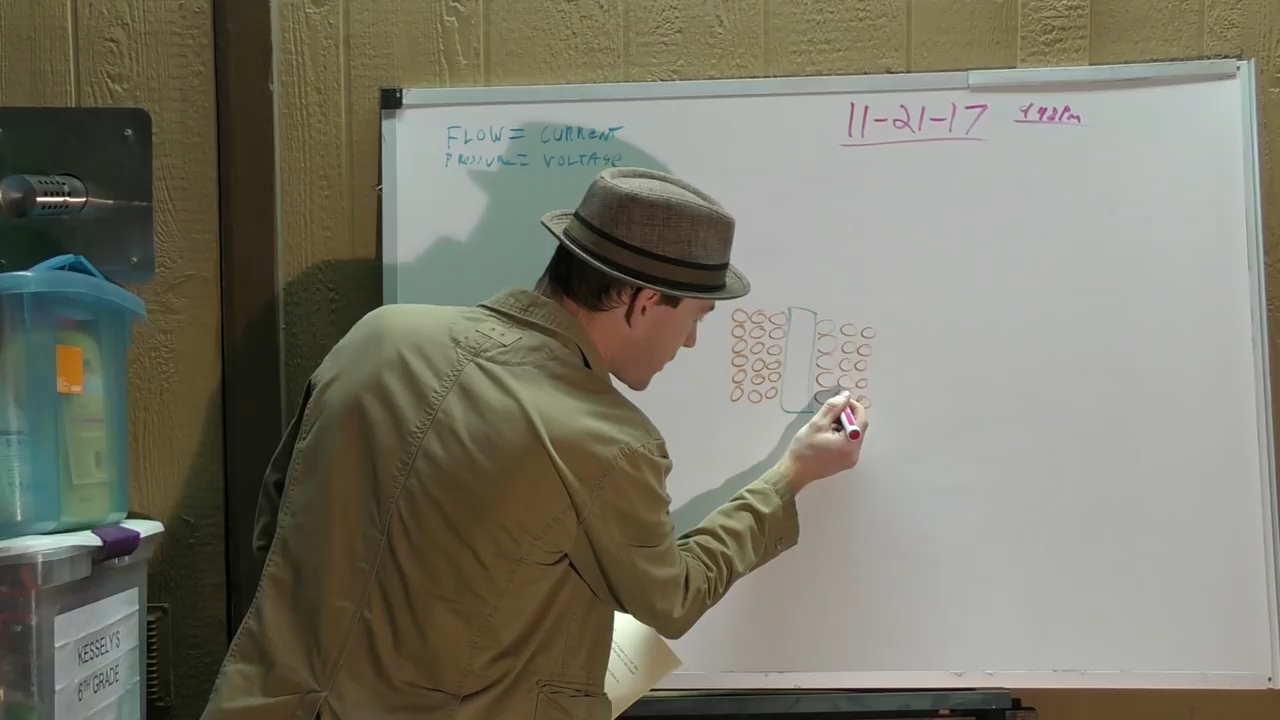 FLOW = CURRENT
PRESSURE = VOLTAGE
11-21-17
KESSELY'S
6TH GRADE